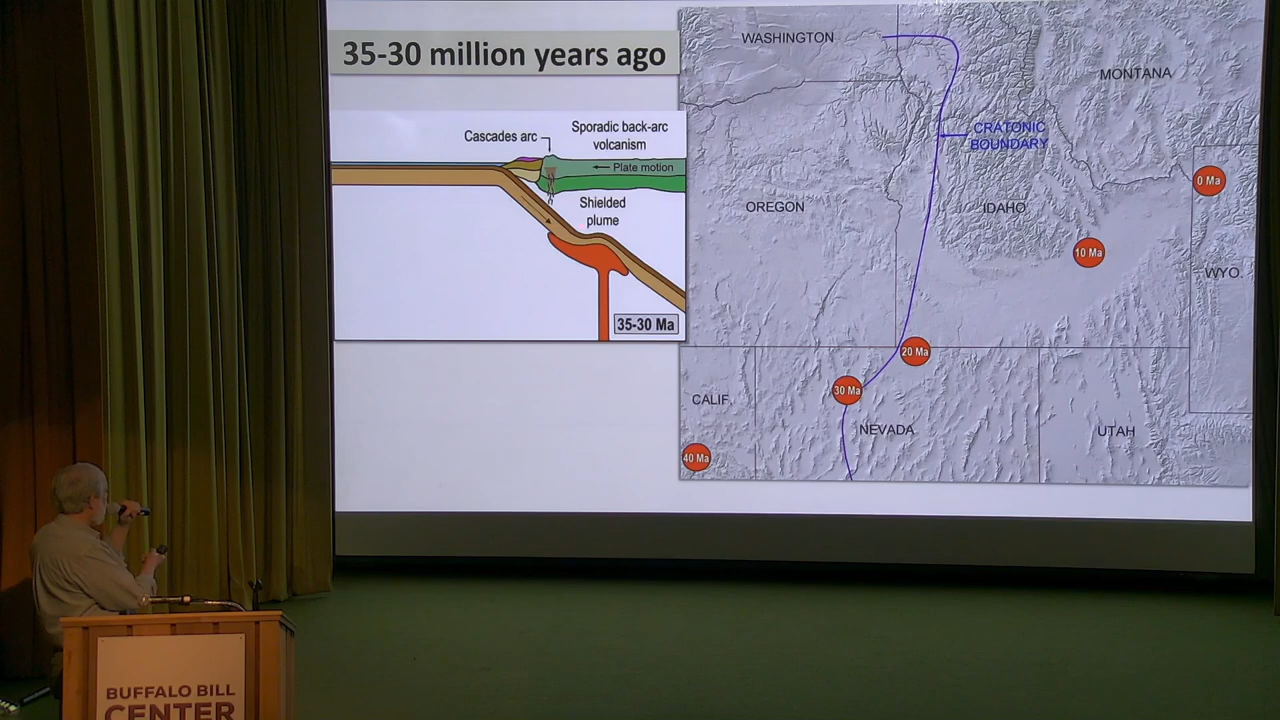 35-30 million years ago
Cascades arc
Sporadic back-arc
volcanism
Plate motion
Shielded
plume
35-30 Ma
WASHINGTON
MONTANA
CRATONIC
BOUNDARY
0 Ma
OREGON
IDAHO
10 Ma
WYO.
20 Ma
30 Ma
CALIF.
NEVADA
UTAH
40 Ma
BUFFALO BILL
CENTER